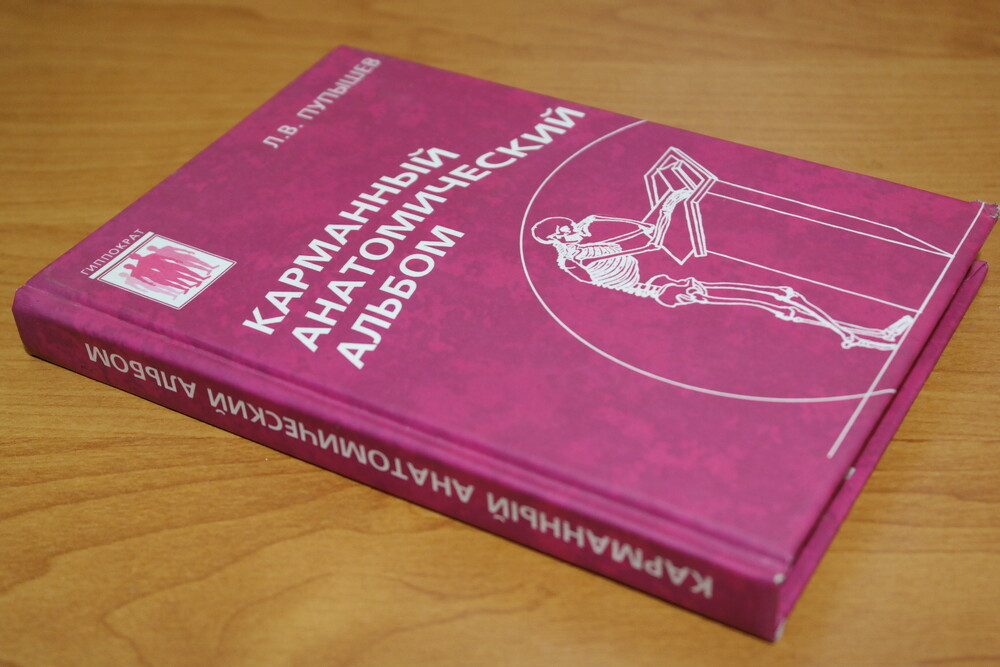 Л.В. ПУПЫШЕВ
КАРМАННЫЙ
АНАТОМИЧЕСКИЙ
АЛЬБОМ
ГИППОКРАТ
КАРМАННЫЙ АНАТОМИЧЕСКИЙ АЛЬБОМ